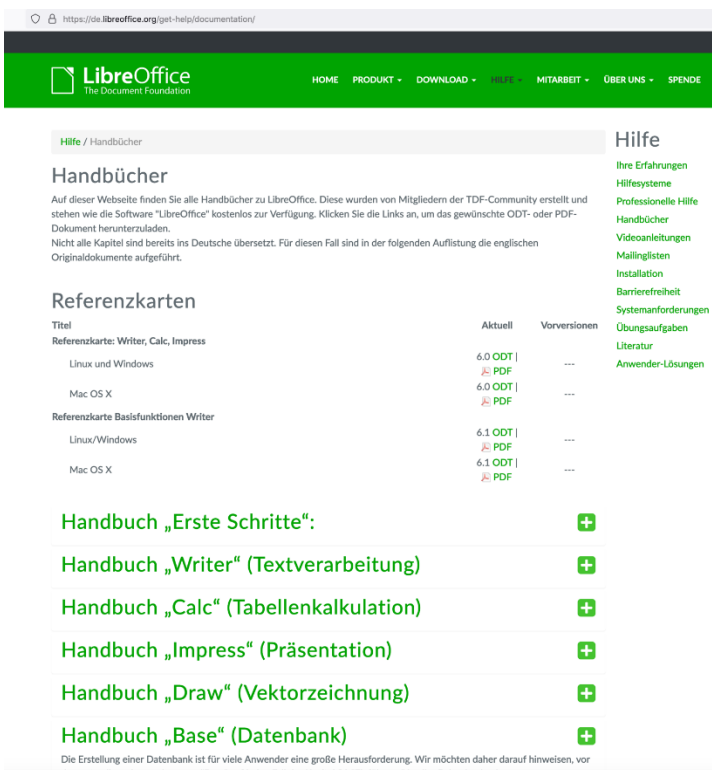 https://de.libreoffice.org/get-help/documentation/
LibreOffice
The Document Foundation
HOME PRODUKT DOWNLOAD HILFE MITARBEIT ÜBER UNS SPENDE
Hilfe / Handbücher
Handbücher
Auf dieser Webseite finden Sie alle Handbücher zu LibreOffice. Diese wurden von Mitgliedern der TDF-Community erstellt und
stehen wie die Software "LibreOffice" kostenlos zur Verfügung. Klicken Sie die Links an, um das gewünschte ODT- oder PDF-
Dokument herunterzuladen.
Nicht alle Kapitel sind bereits ins Deutsche übersetzt. Für diesen Fall sind in der folgenden Auflistung die englischen
Originaldokumente aufgeführt.
Referenzkarten
Titel Aktuell Vorversionen
Referenzkarte: Writer, Calc, Impress
Linux und Windows 6.0 ODT | PDF ---
Mac OS X 6.0 ODT | PDF ---
Referenzkarte Basisfunktionen Writer
Linux/Windows 6.1 ODT | PDF ---
Mac OS X 6.1 ODT | PDF ---
Handbuch „Erste Schritte“:
Handbuch „Writer“ (Textverarbeitung)
Handbuch „Calc“ (Tabellenkalkulation)
Handbuch „Impress“ (Präsentation)
Handbuch „Draw“ (Vektorzeichnung)
Handbuch „Base“ (Datenbank)
Die Erstellung einer Datenbank ist für viele Anwender eine große Herausforderung. Wir möchten daher darauf hinweisen, vor
Hilfe
Ihre Erfahrungen
Hilfesysteme
Professionelle Hilfe
Handbücher
Videoanleitungen
Mailinglisten
Installation
Barrierefreiheit
Systemanforderungen
Übungsaufgaben
Literatur
Anwender-Lösungen